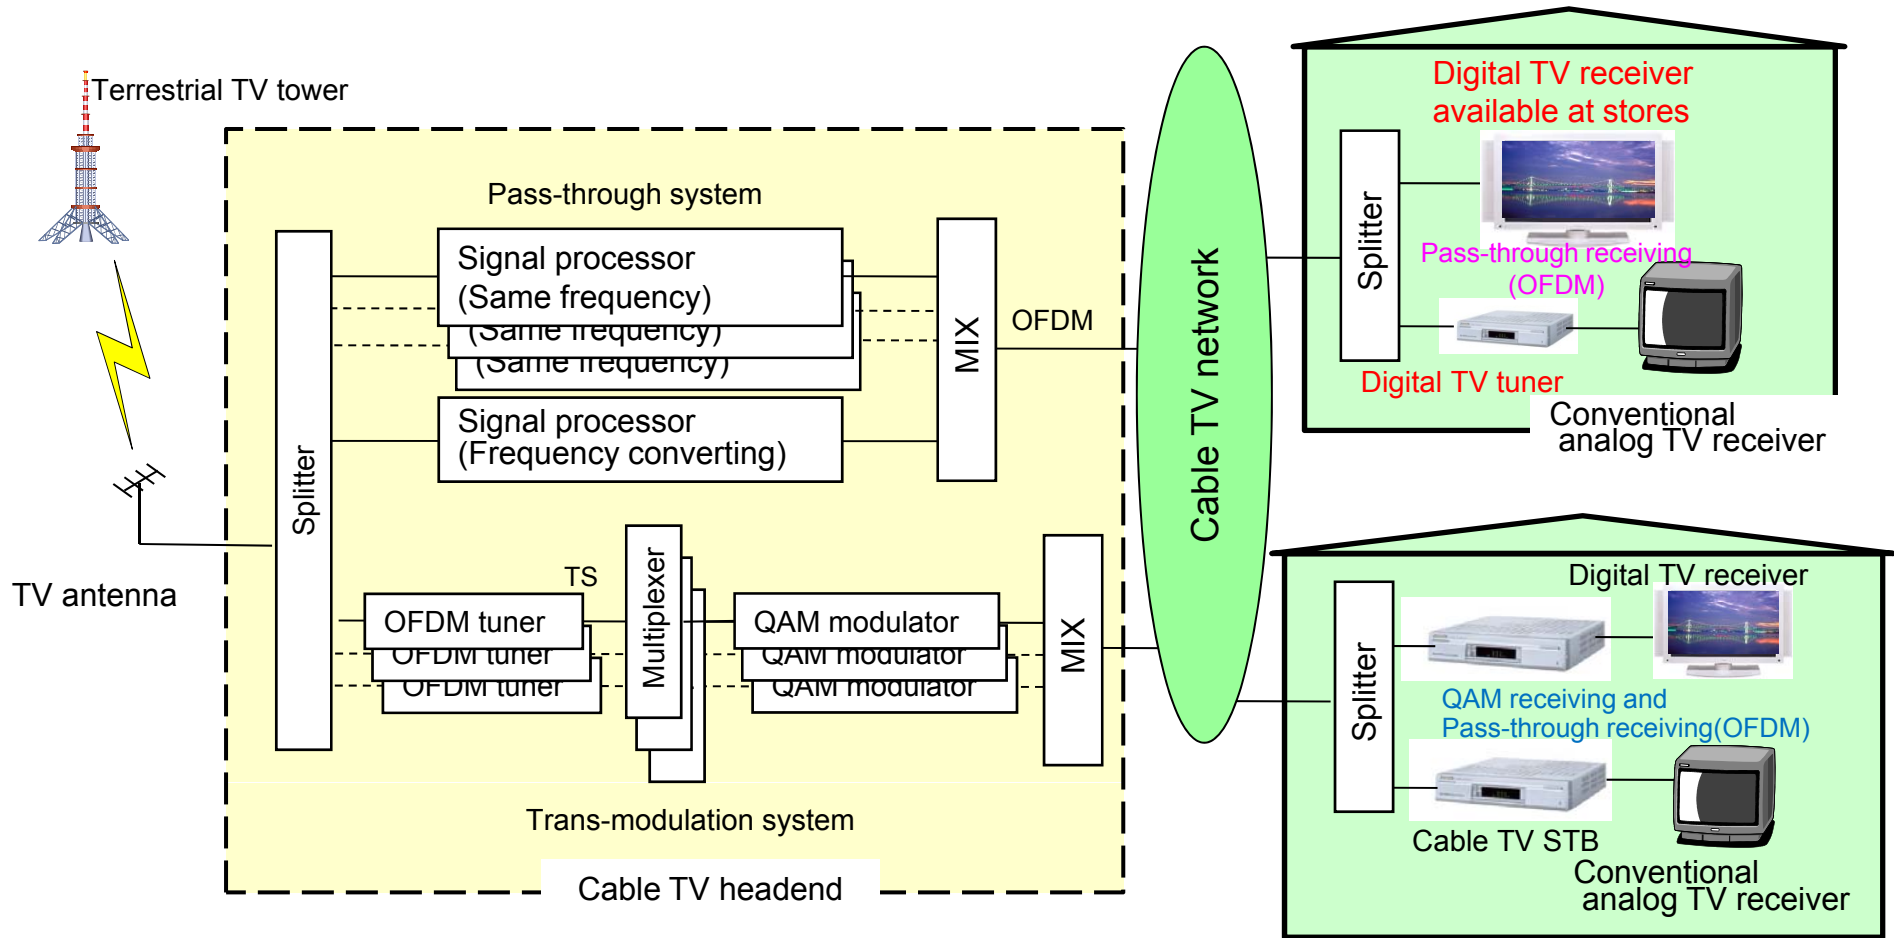 Terrestrial TV tower
TV antenna
Pass-through system
Splitter
Signal processor
(Same frequency)
(Same frequency)
(Same frequency)
Signal processor
(Frequency converting)
MIX
OFDM
TS
OFDM tuner
OFDM tuner
OFDM tuner
Multiplexer
QAM modulator
QAM modulator
QAM modulator
MIX
Trans-modulation system
Cable TV headend
Cable TV network
Digital TV receiver
available at stores
Splitter
Pass-through receiving
(OFDM)
Digital TV tuner
Conventional
analog TV receiver
Digital TV receiver
Splitter
QAM receiving and
Pass-through receiving(OFDM)
Cable TV STB
Conventional
analog TV receiver